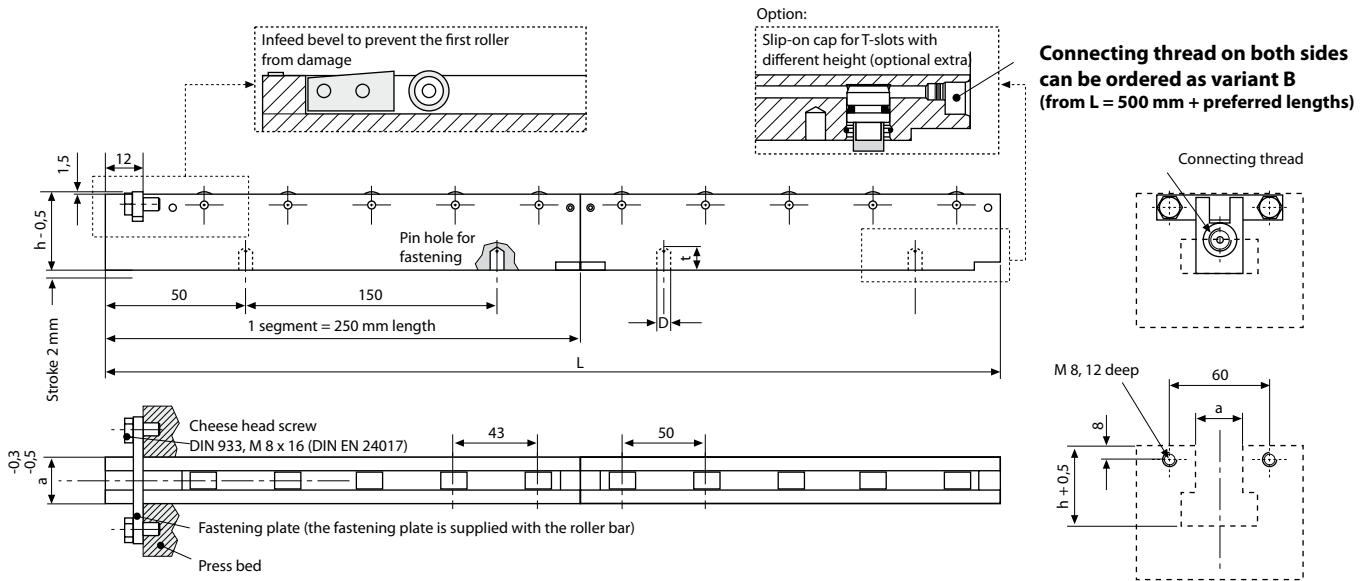 Option:
Infeed bevel to prevent the first roller
from damage
Slip-on cap for T-slots with
different height (optional extra)
Connecting thread on both sides
can be ordered as variant B
(from L = 500 mm + preferred lengths)
1,5
12
h - 0,5
Pin hole for
fastening
t
Connecting thread
50
150
D
1 segment = 250 mm length
Stroke 2 mm
L
M 8, 12 deep
60
a
8
h + 0,5
Cheese head screw
DIN 933, M 8 x 16 (DIN EN 24017)
43
50
-0,3
-0,5
a
Fastening plate (the fastening plate is supplied with the roller bar)
Press bed